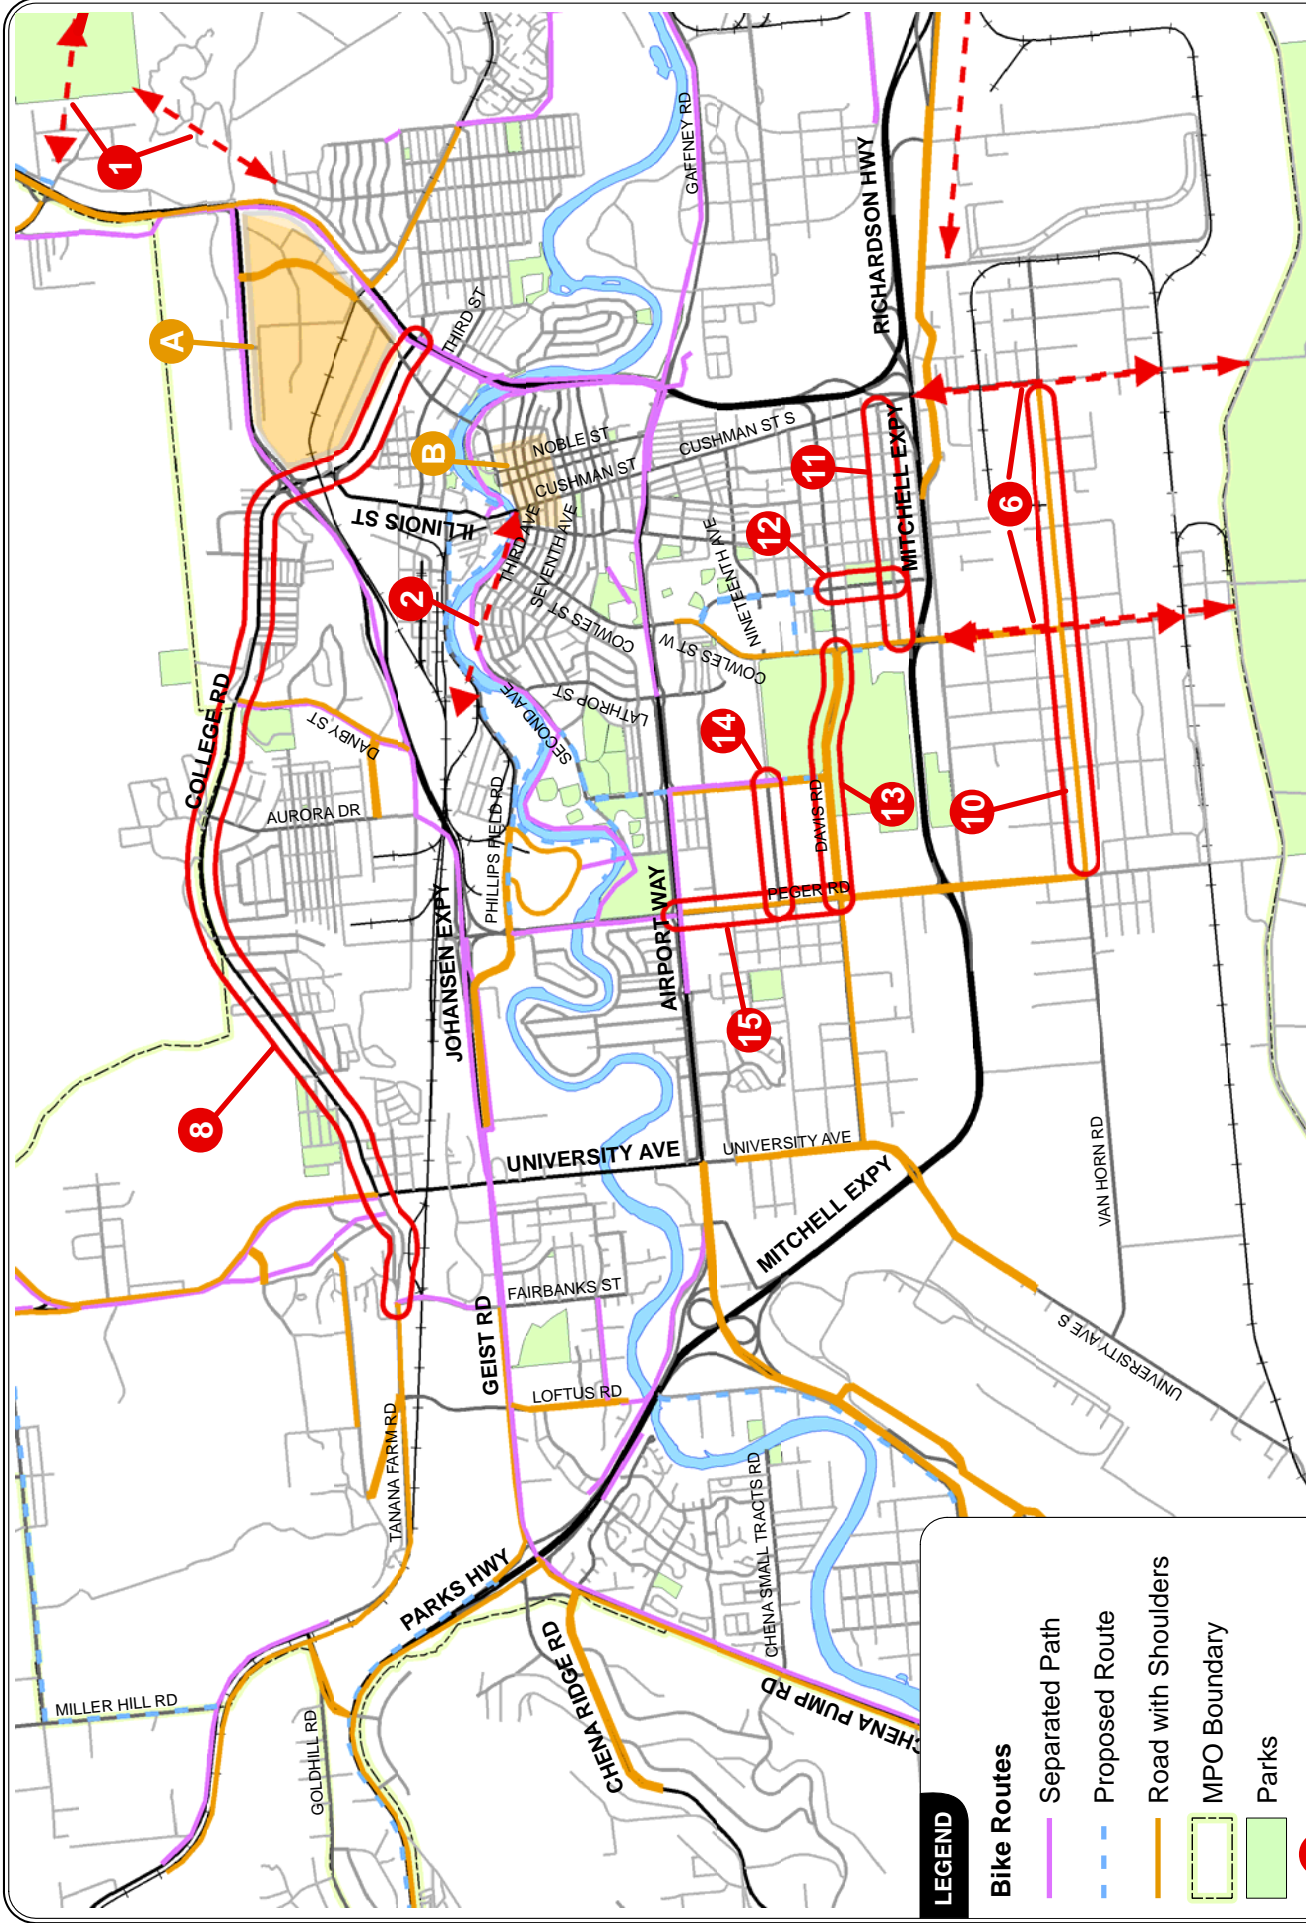 1
A
THIRD ST
GAFFNEY RD
RICHARDSON HWY
B
NOBLE ST
CUSHMAN ST
CUSHMAN ST S
11
MITCHELL EXPY
6
ILLINOIS ST
THIRD AVE
SEVENTH AVE
12
NINETEENTH AVE
2
COWLES ST
COWLES ST W
COLLEGE RD
DANBY ST
SECOND AVE
LATHROP ST
14
AURORA DR
PHILLIPS FIELD RD
DAVIS RD
13
10
JOHANSEN EXPY
AIRPORT WAY
PEGER RD
15
8
UNIVERSITY AVE
UNIVERSITY AVE
MITCHELL EXPY
VAN HORN RD
GEIST RD
FAIRBANKS ST
UNIVERSITY AVE S
LOFTUS RD
TANANA FARM RD
CHENA SMALL TRACTS RD
PARKS HWY
CHENA RIDGE RD
CHENA PUMP RD
MILLER HILL RD
GOLDHILL RD
LEGEND
Bike Routes
Separated Path
Proposed Route
Road with Shoulders
MPO Boundary
Parks